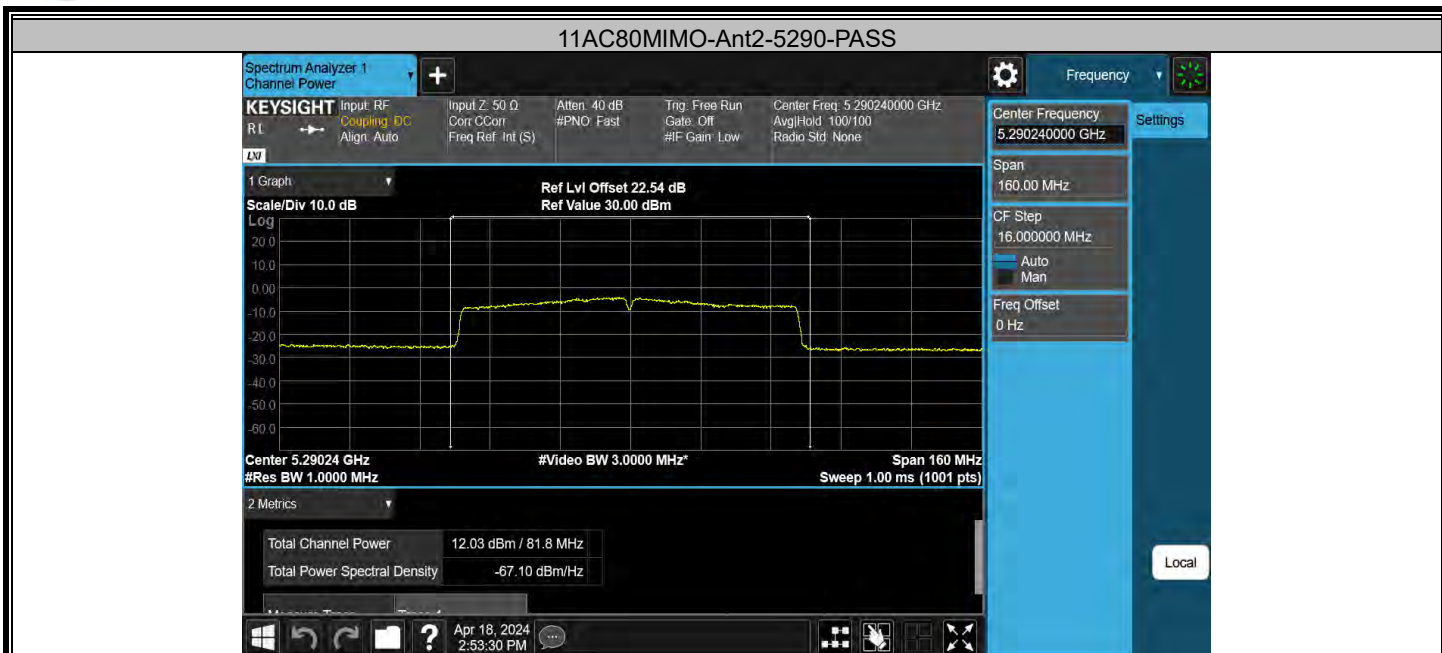 11AC80MIMO-Ant2-5290-PASS
Spectrum Analyzer 1
Channel Power
+
Frequency
KEYSIGHT
RL
LXI
Input: RF
Coupling: DC
Align: Auto
Input Z: 50 Ω
Corr CCorr
Freq Ref: Int (S)
Atten: 40 dB
#PNO: Fast
Trig: Free Run
Gate: Off
#IF Gain: Low
Center Freq: 5.290240000 GHz
Avg|Hold: 100/100
Radio Std: None
Center Frequency
5.290240000 GHz
Settings
Span
160.00 MHz
CF Step
16.000000 MHz
Auto
Man
Freq Offset
0 Hz
1 Graph
Ref Lvl Offset 22.54 dB
Scale/Div 10.0 dB
Ref Value 30.00 dBm
Log
20.0
10.0
0.00
-10.0
-20.0
-30.0
-40.0
-50.0
-60.0
Center 5.29024 GHz
#Video BW 3.0000 MHz*
Span 160 MHz
#Res BW 1.0000 MHz
Sweep 1.00 ms (1001 pts)
2 Metrics
Total Channel Power
12.03 dBm / 81.8 MHz
Total Power Spectral Density
-67.10 dBm/Hz
Local
?
Apr 18, 2024
2:53:30 PM